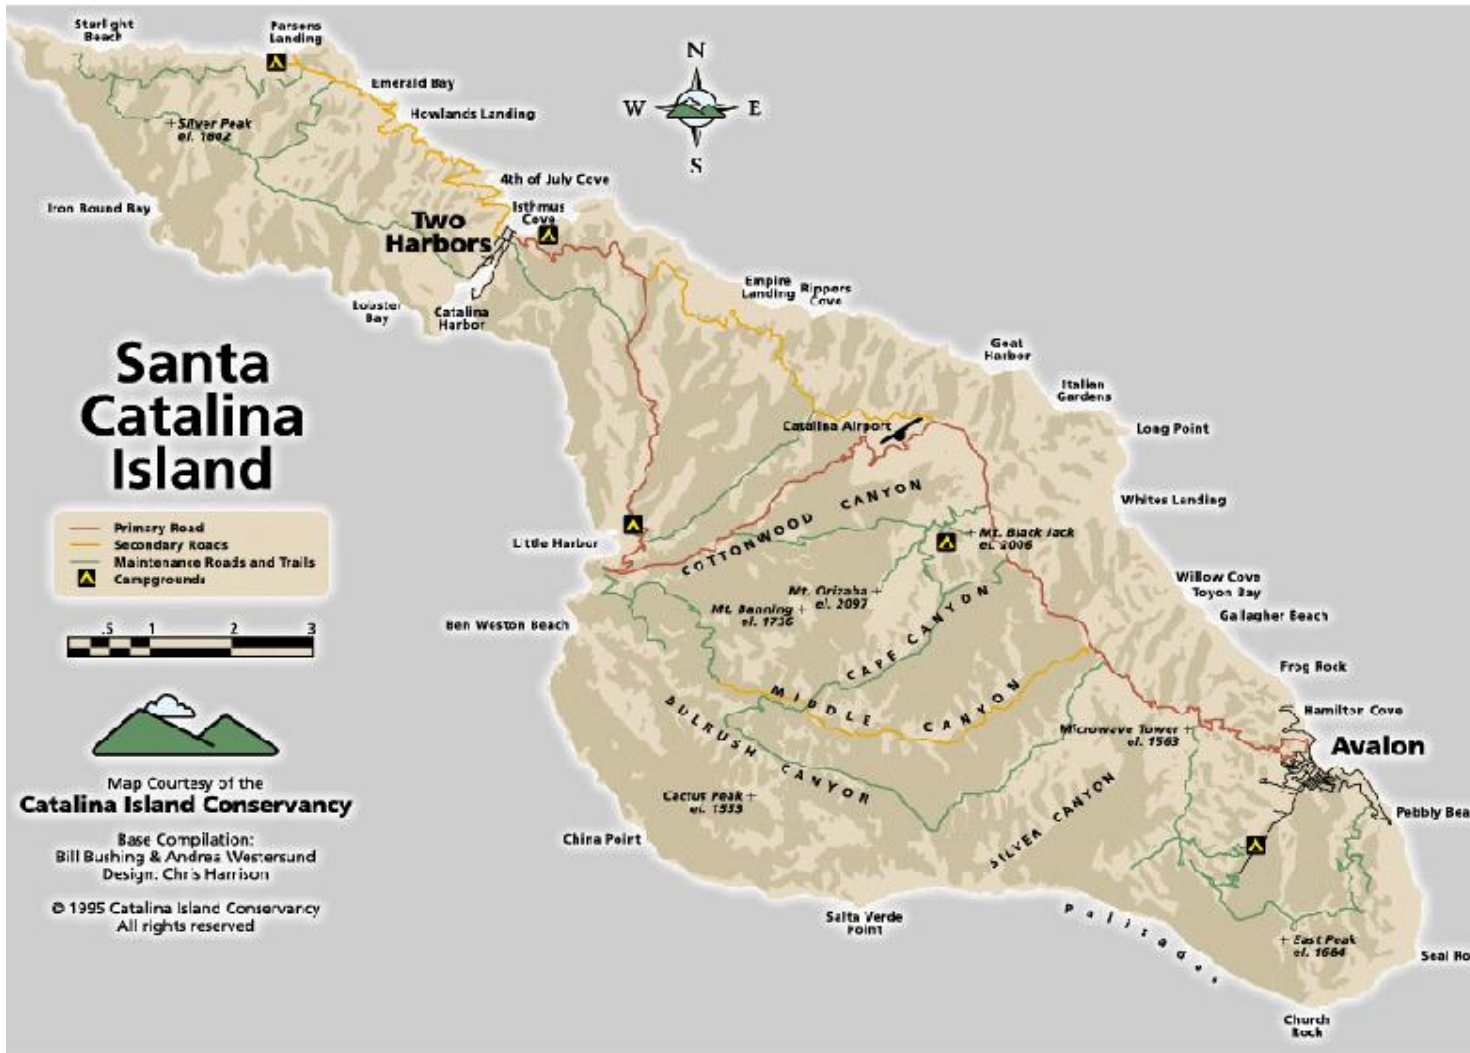 Starlight
Beach
Parsons
Landing
Emerald Bay
Howlands Landing
N
W
E
S
Silver Peak
el. 1802
4th of July Cove
Isthmus
Cove
Iron Bound Bay
Two
Harbors
Empire
Landing
Rippers
Cove
Lobster
Bay
Catalina
Harbor
Goat
Harbor
Italian
Gardens
Santa
Catalina
Island
Catalina Airport
Long Point
Whites Landing
COTTONWOOD CANYON
Primary Road
Secondary Roads
Maintenance Roads and Trails
Campgrounds
Little Harbor
Mt. Black Jack
el. 2006
Willow Cove
Toyon Bay
Mt. Orizaba
el. 2097
Mt. Banning
el. 1736
Gallagher Beach
.5 1 2 3
Ben Weston Beach
CAPE CANYON
Frog Rock
MIDDLE CANYON
BULRUSH CANYON
Hamilton Cove
Microwave Tower
el. 1563
Avalon
Map Courtesy of the
Catalina Island Conservancy
Cactus Peak
SILVER CANYON
Pebbly Bea
Base Compilation:
Bill Bushing & Andrea Westersund
Design: Chris Harrison
China Point
© 1995 Catalina Island Conservancy
All rights reserved
Salta Verde
Point
Palisades
East Peak
el. 1664
Seal Ro
Church
Rock